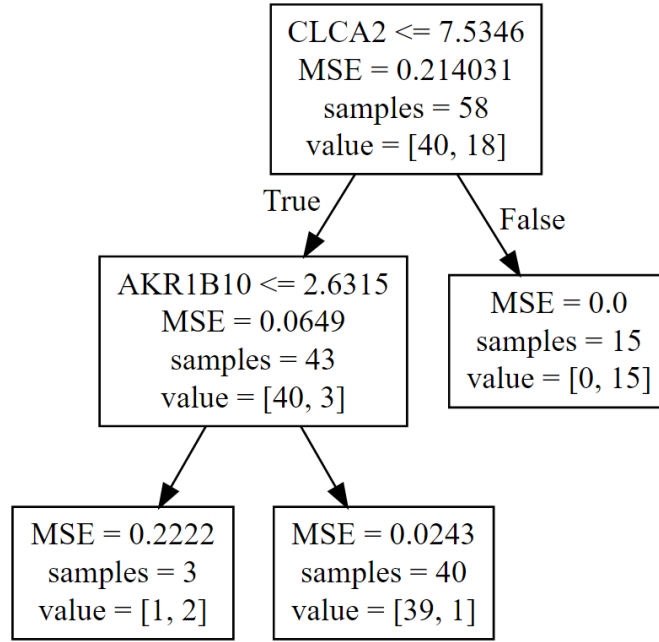 CLCA2 <= 7.5346
MSE = 0.214031
samples = 58
value = [40, 18]
True
False
AKR1B10 <= 2.6315
MSE = 0.0649
samples = 43
value = [40, 3]
MSE = 0.0
samples = 15
value = [0, 15]
MSE = 0.2222
samples = 3
value = [1, 2]
MSE = 0.0243
samples = 40
value = [39, 1]